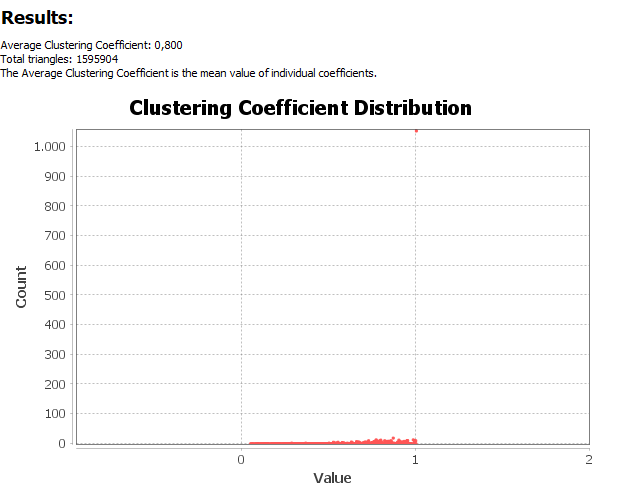 Results:
Average Clustering Coefficient: 0,800
Total triangles: 1595904
The Average Clustering Coefficient is the mean value of individual coefficients.
Clustering Coefficient Distribution
1.000
900
800
700
600
500
400
300
200
100
0
Count
0 1 2
Value